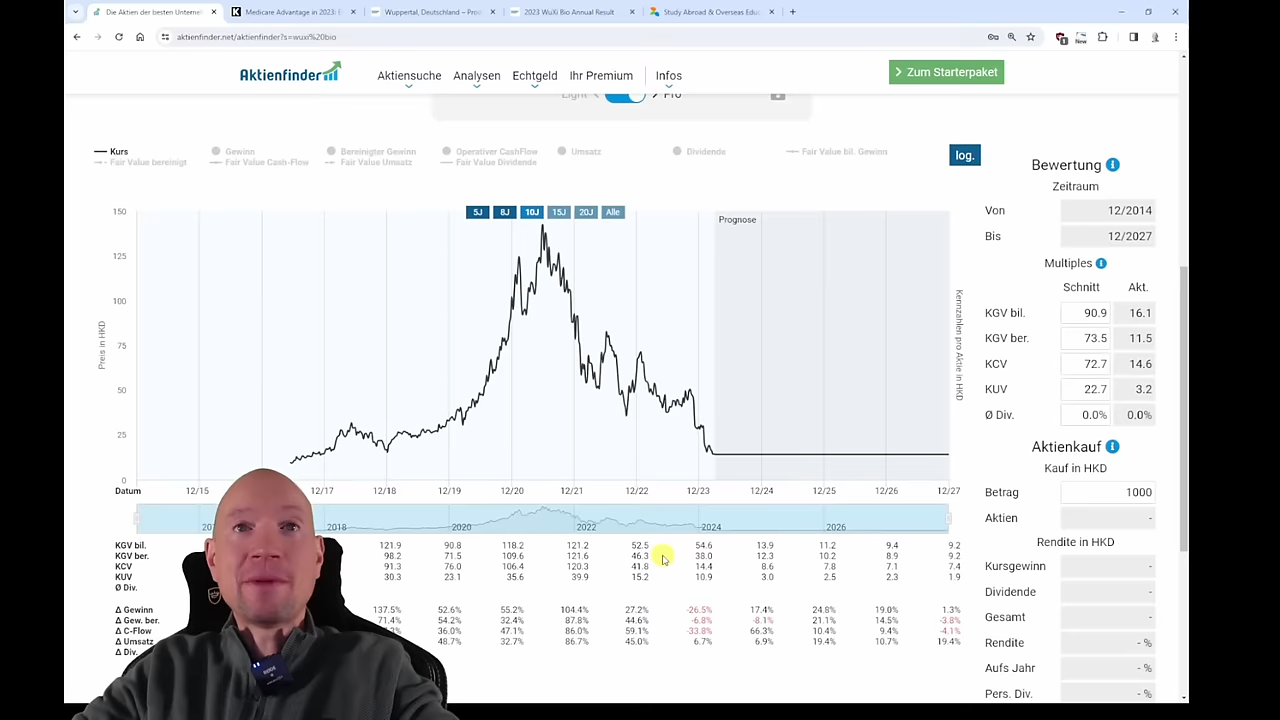 Die Aktien der besten Unterne
Medicare Advantage in 2023: E
Wuppertal, Deutschland – Pro
2023 WuXi Bio Annual Result
Study Abroad & Overseas Edu
aktienfinder.net/aktienfinder?s=wuxi%20bio
Aktienfinder
Aktiensuche Analysen Echtgeld Ihr Premium Infos
Zum Starterpaket
Light < > Pro
Kurs Gewinn Bereinigter Gewinn Operativer CashFlow Umsatz Dividende Fair Value bil. Gewinn
Fair Value bereinigt Fair Value Cash-Flow Fair Value Umsatz Fair Value Dividende
log.
5J 8J 10J 15J 20J Alle
Prognose
150
125
100
75
50
25
0
Preis in HKD
Kennzahlen pro Aktie in HKD
Datum 12/15 12/17 12/18 12/19 12/20 12/21 12/22 12/23 12/24 12/25 12/26 12/27
2018 2020 2022 2024 2026
KGV bil. 121.9 90.8 118.2 121.2 52.5 54.6 13.9 11.2 9.4 9.2
KGV ber. 98.2 71.5 109.6 121.6 46.3 38.0 12.3 10.2 8.9 9.2
KCV 91.3 76.0 106.4 120.3 41.8 14.4 8.6 7.8 7.1 7.4
KUV 30.3 23.1 35.6 39.9 15.2 10.9 3.0 2.5 2.3 1.9
Ø Div.
Δ Gewinn 137.5% 52.6% 55.2% 104.4% 27.2% -26.5% 17.4% 24.8% 19.0% 1.3%
Δ Gew. ber. 71.4% 54.2% 32.4% 87.8% 44.6% -6.8% -8.1% 21.1% 14.5% -3.8%
Δ C-Flow 36.0% 47.1% 86.0% 59.1% -33.8% 66.3% 10.4% 9.4% -4.1%
Δ Umsatz 48.7% 32.7% 86.7% 45.0% 6.7% 6.9% 19.4% 10.7% 19.4%
Δ Div.
Bewertung
Zeitraum
Von 12/2014
Bis 12/2027
Multiples
Schnitt Akt.
KGV bil. 90.9 16.1
KGV ber. 73.5 11.5
KCV 72.7 14.6
KUV 22.7 3.2
Ø Div. 0.0% 0.0%
Aktienkauf
Kauf in HKD
Betrag 1000
Aktien -
Rendite in HKD
Kursgewinn -
Dividende -
Gesamt -
Rendite - %
Aufs Jahr - %
Pers. Div. - %